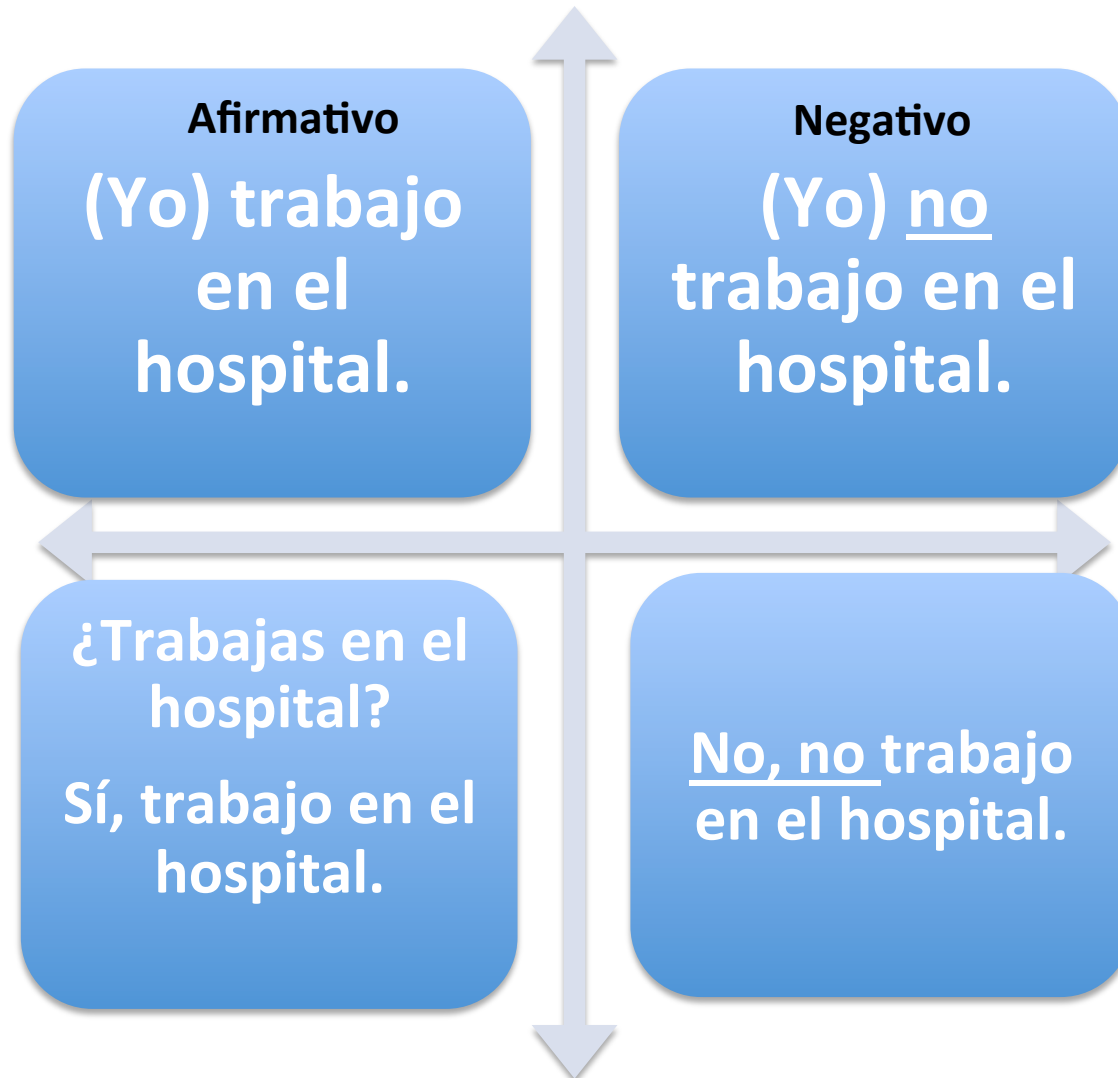 Afirmativo
(Yo) trabajo
en el
hospital.
Negativo
(Yo) no
trabajo en el
hospital.
¿Trabajas en el
hospital?
Sí, trabajo en el
hospital.
No, no trabajo
en el hospital.